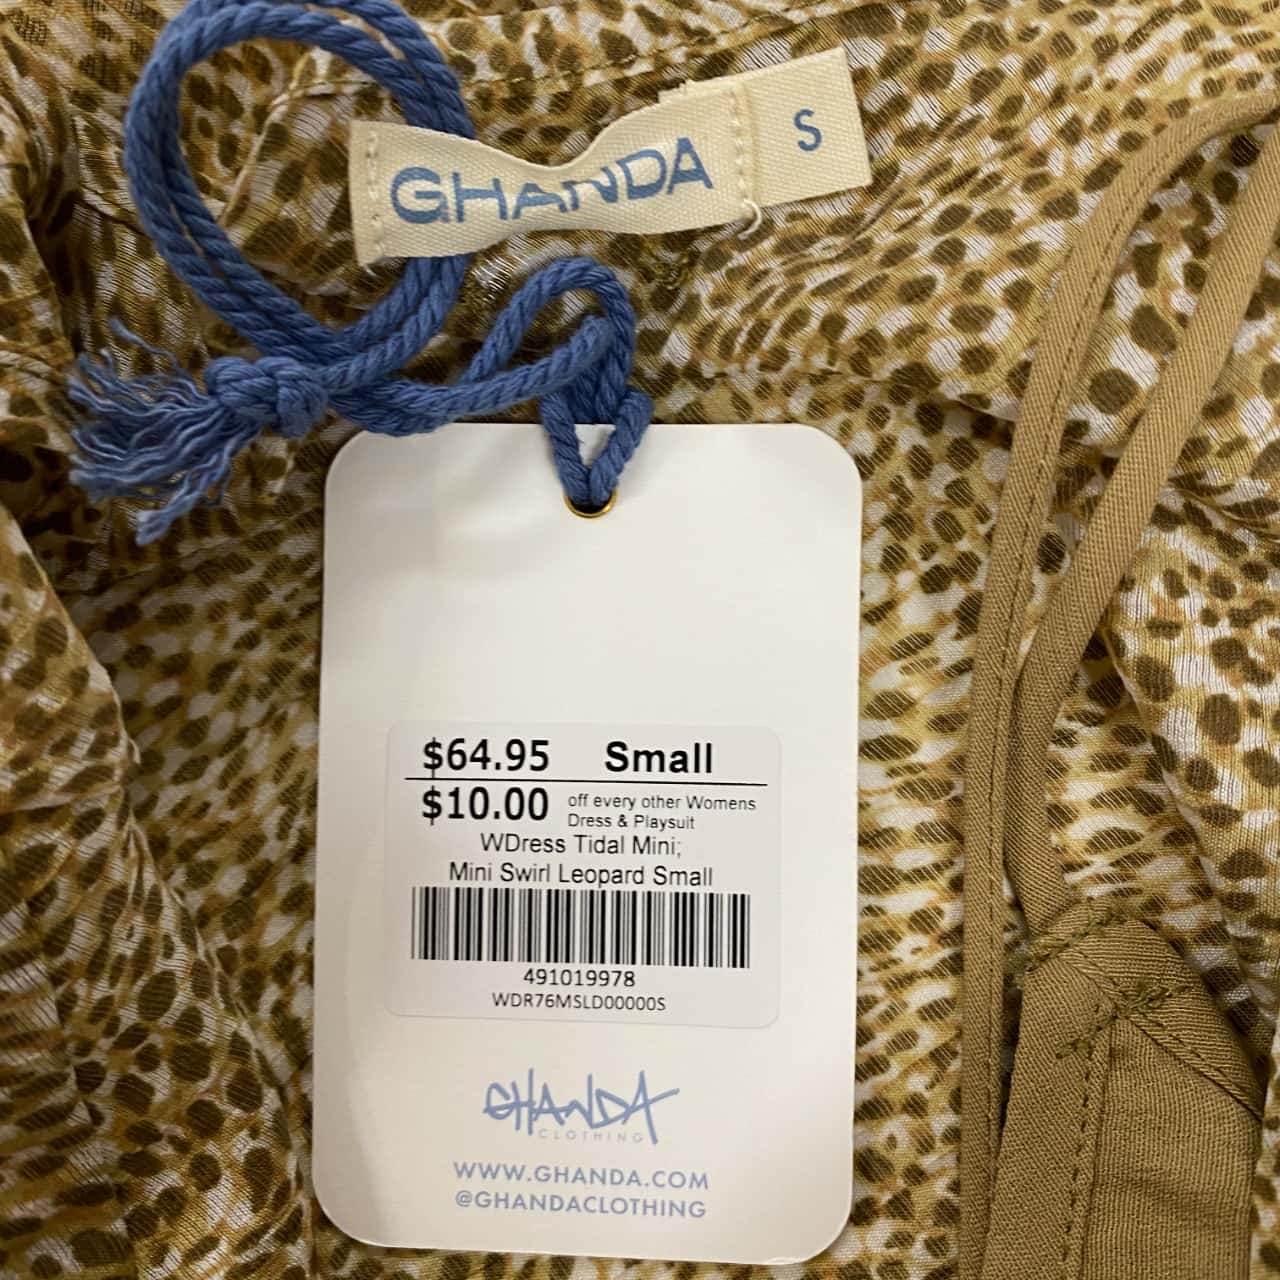 GHANDA
S
$64.95 Small
$10.00 off every other Womens
Dress & Playsuit
WDress Tidal Mini;
Mini Swirl Leopard Small
491019978
WDR76MSLD00000S
GHANDA
CLOTHING
WWW.GHANDA.COM
@GHANDACLOTHING